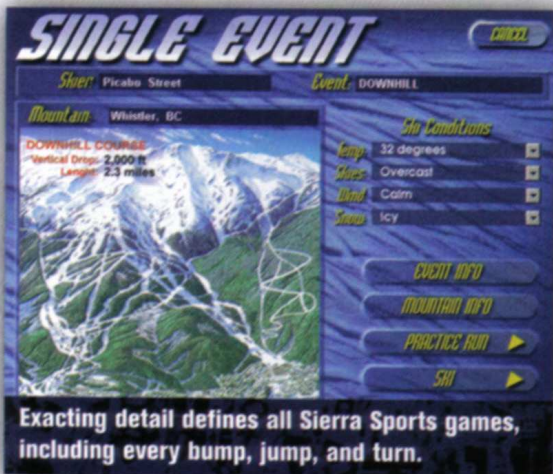 SINGLE EVENT
CANCEL
Skier: Picabo Street
Event: DOWNHILL
Mountain: Whistler, BC
DOWNHILL COURSE
Vertical Drop: 2,000 ft
Lenght: 2.3 miles
Ski Conditions
Temp 32 degrees
Skies Overcast
Wind Calm
Snow Icy
EVENT INFO
MOUNTAIN INFO
PRACTICE RUN
SKI
Exacting detail defines all Sierra Sports games,
including every bump, jump, and turn.